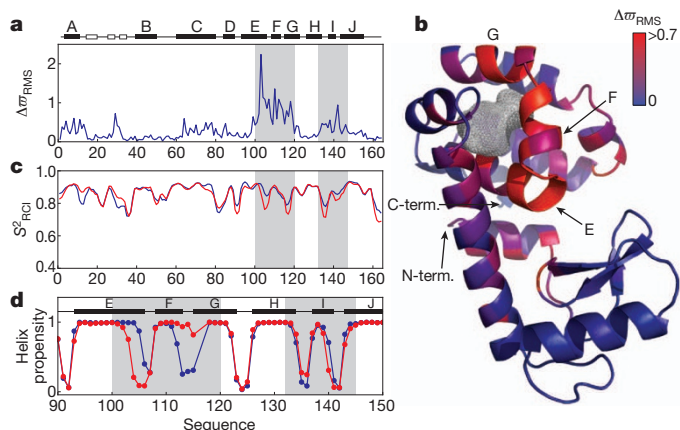 a
A B C D E F G H I J
Δϖ_RMS
2
1
0
0 20 40 60 80 100 120 140 160
c
S²_RCI
1.0
0.8
0.6
0.4
0 20 40 60 80 100 120 140 160
d
E F G H I J
Helix propensity
1
0
90 100 110 120 130 140 150
Sequence
b
G
Δϖ_RMS
>0.7
0
F
C-term.
E
N-term.